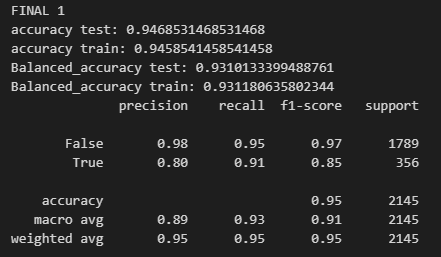 FINAL 1
accuracy test: 0.9468531468531468
accuracy train: 0.9458541458541458
Balanced_accuracy test: 0.9310133399488761
Balanced_accuracy train: 0.931180635802344
precision recall f1-score support
False 0.98 0.95 0.97 1789
True 0.80 0.91 0.85 356
accuracy 0.95 2145
macro avg 0.89 0.93 0.91 2145
weighted avg 0.95 0.95 0.95 2145